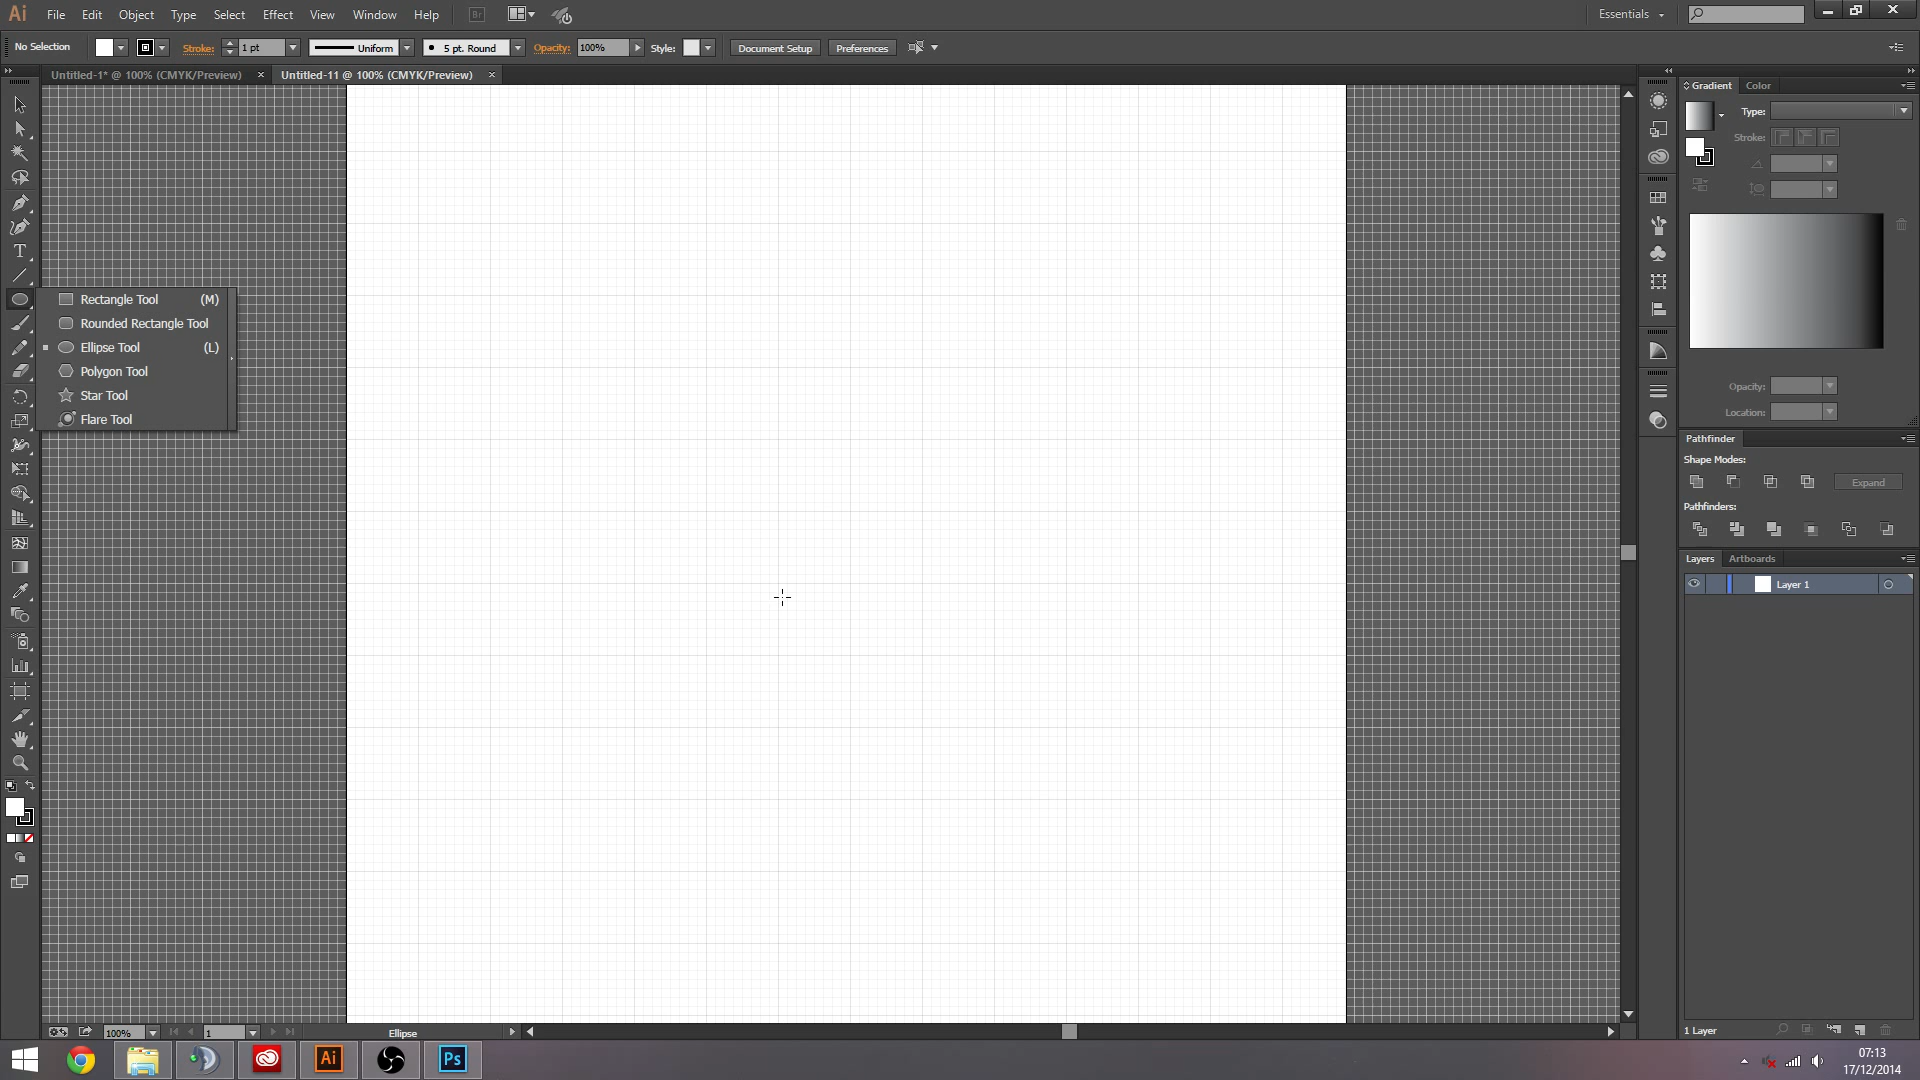 Ai File Edit Object Type Select Effect View Window Help Br Essentials
No Selection Stroke: 1 pt Uniform 5 pt. Round Opacity: 100% Style: Document Setup Preferences
Untitled-1* @ 100% (CMYK/Preview) Untitled-11 @ 100% (CMYK/Preview)
Rectangle Tool (M)
Rounded Rectangle Tool
Ellipse Tool (L)
Polygon Tool
Star Tool
Flare Tool
T
Gradient Color
Type:
Stroke:
Opacity:
Location:
Pathfinder
Shape Modes:
Expand
Pathfinders:
Layers Artboards
Layer 1
1 Layer
100% 1 Ellipse
Ai Ps
07:13
17/12/2014